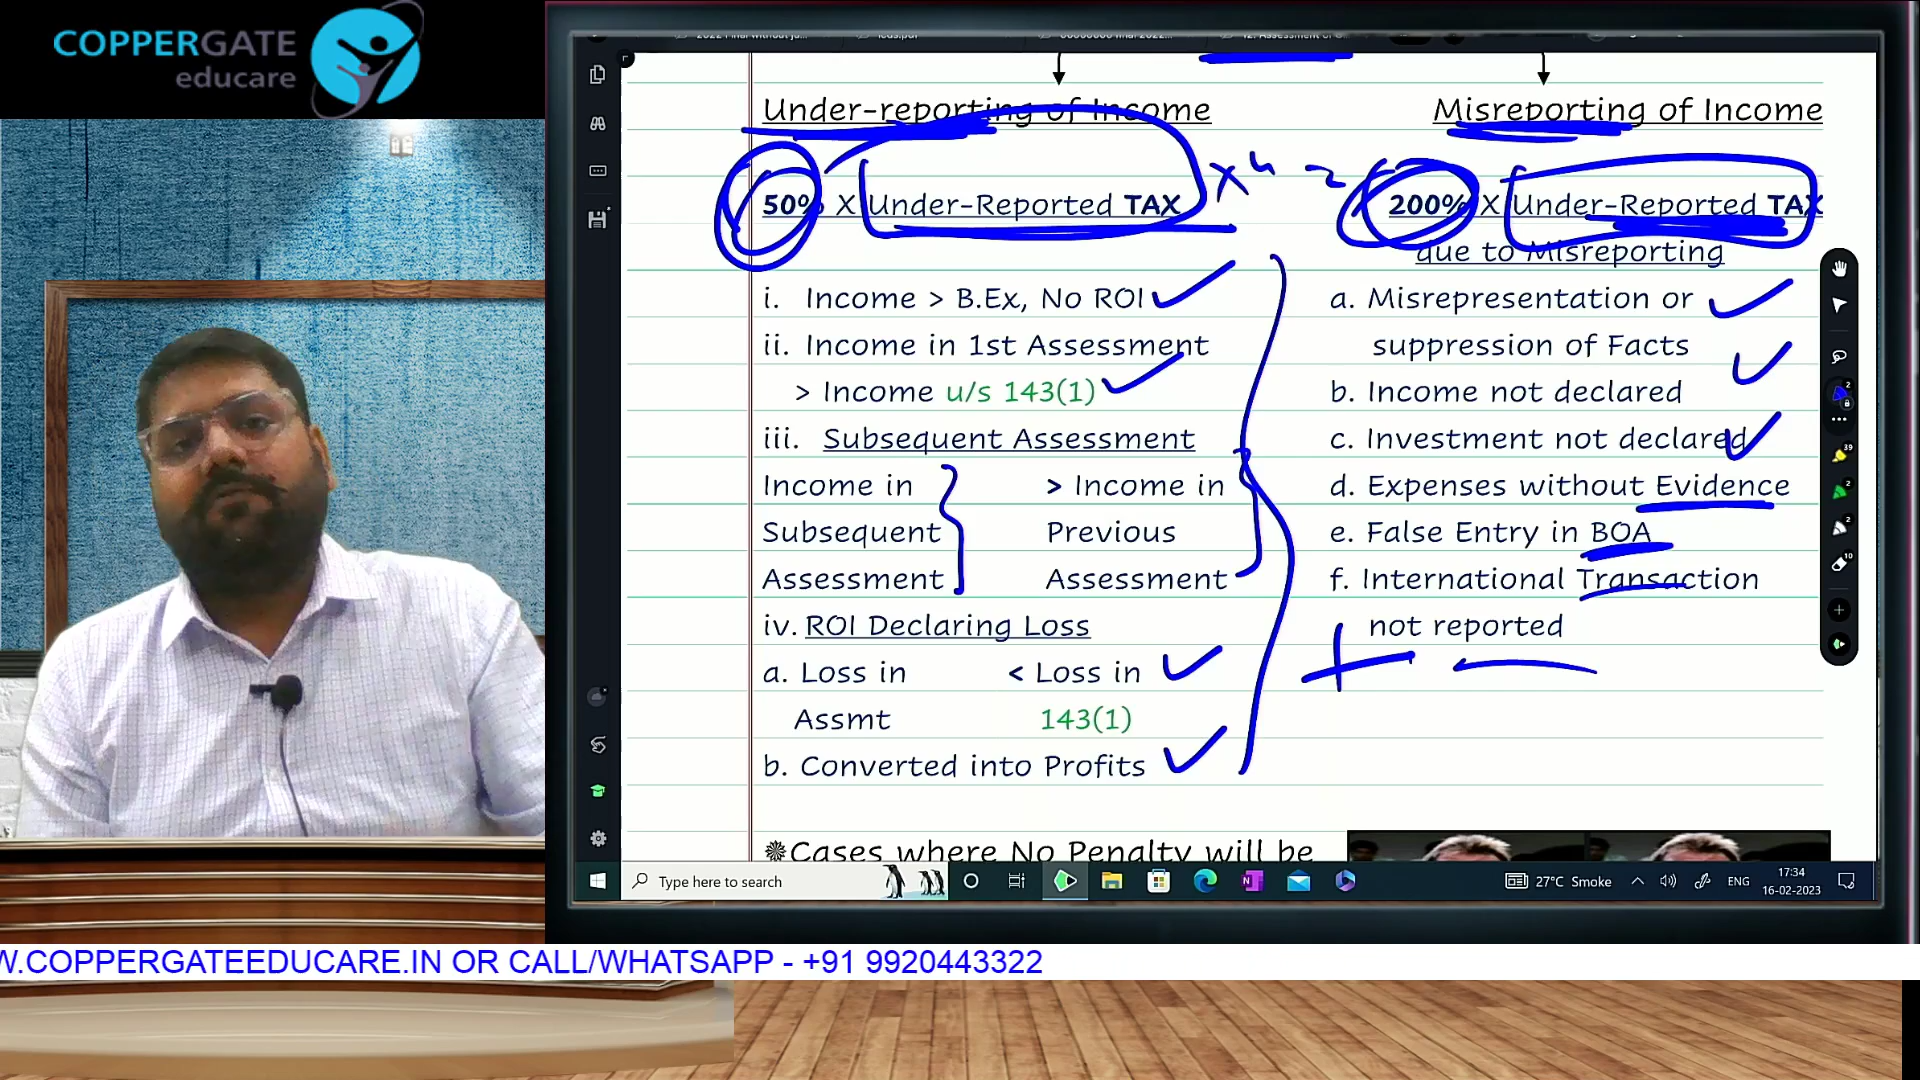 COPPERGATE
educare
Under-reporting of Income
50% X Under-Reported TAX
x 4
i. Income > B.Ex, No ROI
ii. Income in 1st Assessment
> Income u/s 143(1)
iii. Subsequent Assessment
Income in > Income in
Subsequent Previous
Assessment Assessment
iv. ROI Declaring Loss
a. Loss in < Loss in
Assmt 143(1)
b. Converted into Profits
Misreporting of Income
200% X Under-Reported TAX
due to Misreporting
a. Misrepresentation or
suppression of Facts
b. Income not declared
c. Investment not declared
d. Expenses without Evidence
e. False Entry in BOA
f. International Transaction
not reported
Cases where No Penalty will be
Type here to search
27°C Smoke
ENG
17:34
16-02-2023
W.COPPERGATEEDUCARE.IN OR CALL/WHATSAPP - +91 9920443322